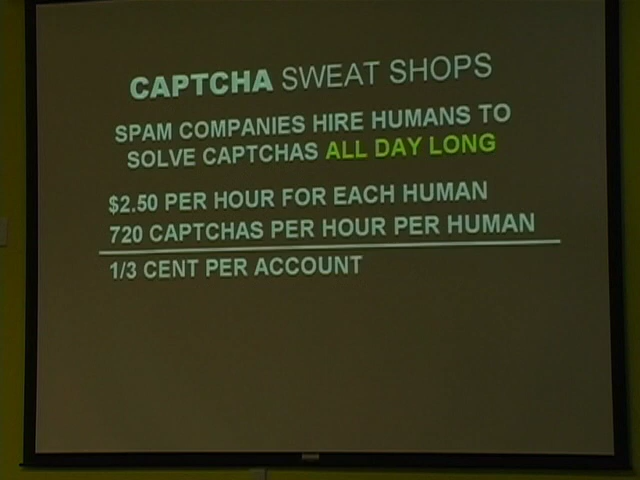 CAPTCHA SWEAT SHOPS
SPAM COMPANIES HIRE HUMANS TO
SOLVE CAPTCHAS ALL DAY LONG
$2.50 PER HOUR FOR EACH HUMAN
720 CAPTCHAS PER HOUR PER HUMAN
1/3 CENT PER ACCOUNT